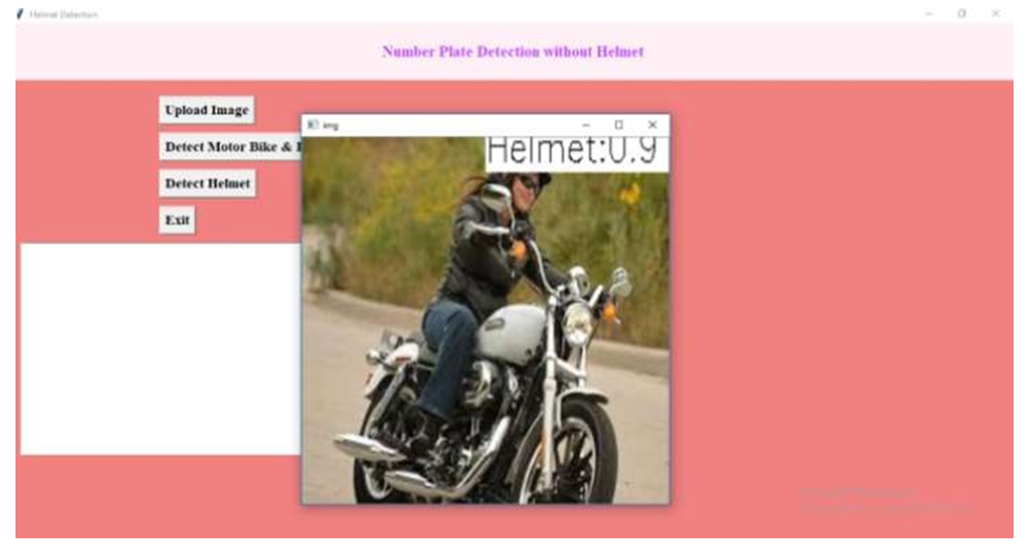 Helmet Detection
Number Plate Detection without Helmet
Upload Image
Detect Motor Bike &
Detect Helmet
Exit
img
Helmet:0.9